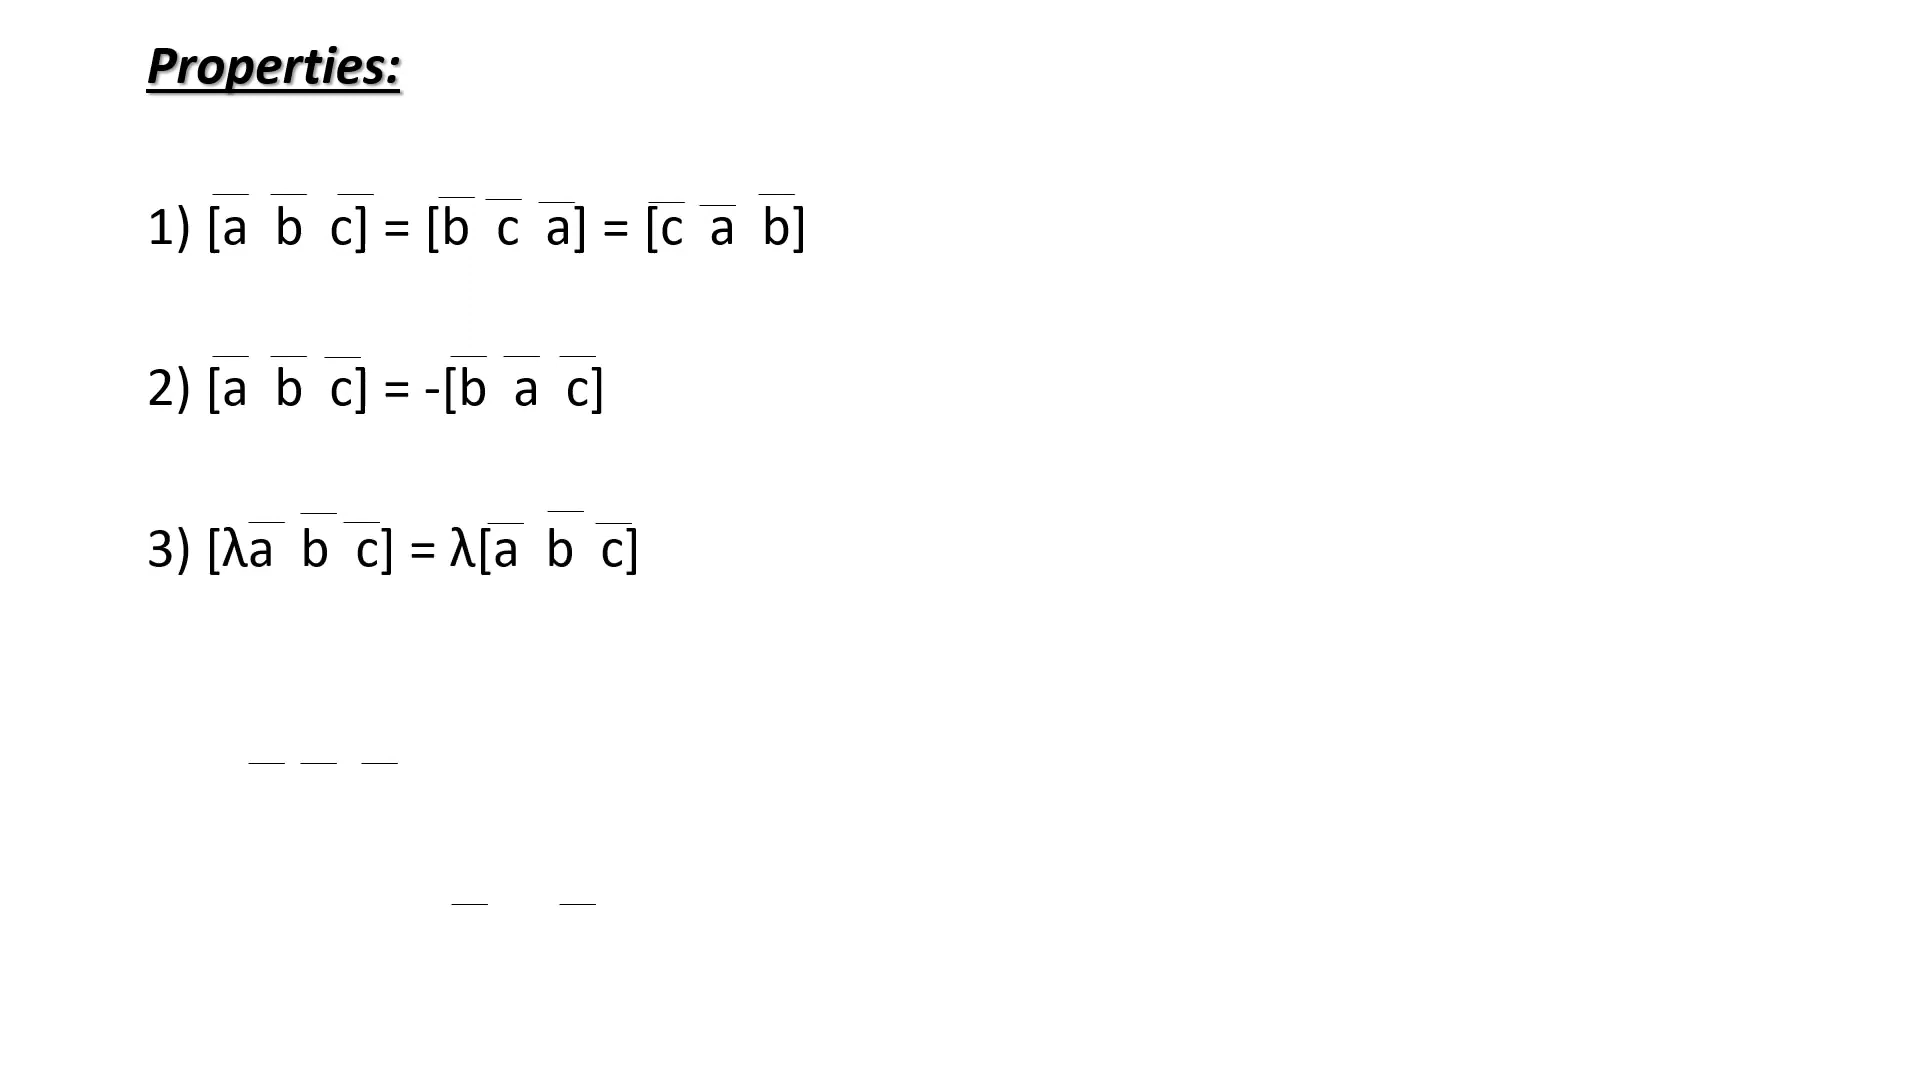 Properties:
1) [a̅ b̅ c̅] = [b̅ c̅ a̅] = [c̅ a̅ b̅]
2) [a̅ b̅ c̅] = -[b̅ a̅ c̅]
3) [λa̅ b̅ c̅] = λ[a̅ b̅ c̅]